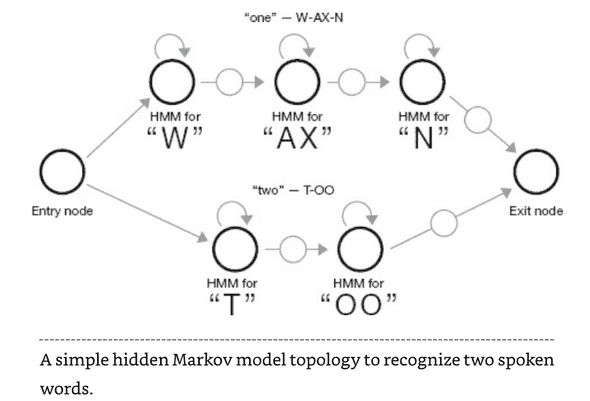 "one" — W-AX-N
HMM for
"W"
HMM for
"AX"
HMM for
"N"
Entry node
Exit node
"two" — T-OO
HMM for
"T"
HMM for
"OO"
A simple hidden Markov model topology to recognize two spoken
words.